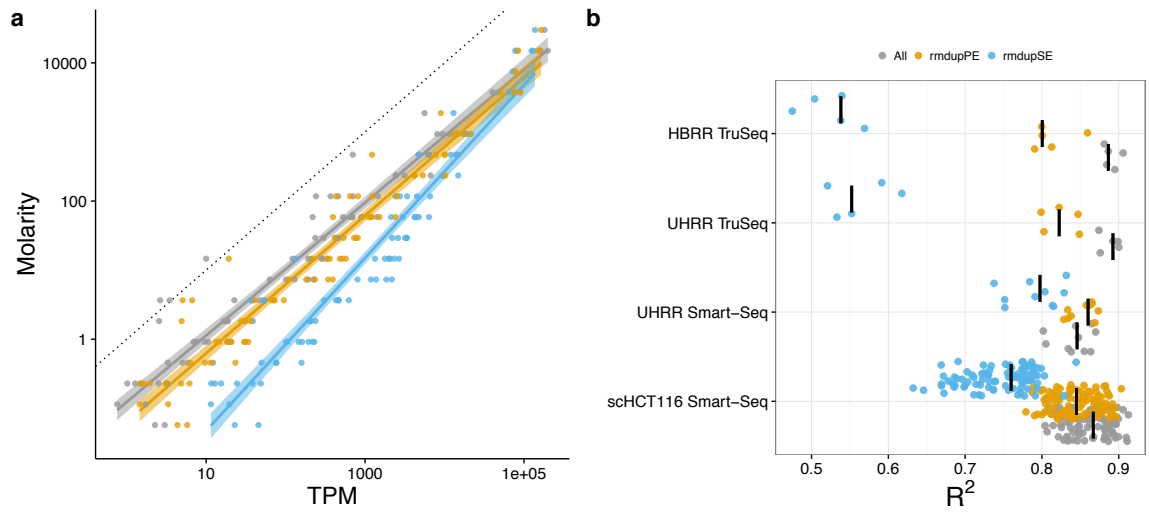 a
10000
100
1
Molarity
10
1000
1e+05
TPM
b
All rmdupPE rmdupSE
HBRR TruSeq
UHRR TruSeq
UHRR Smart−Seq
scHCT116 Smart−Seq
0.5 0.6 0.7 0.8 0.9
R²